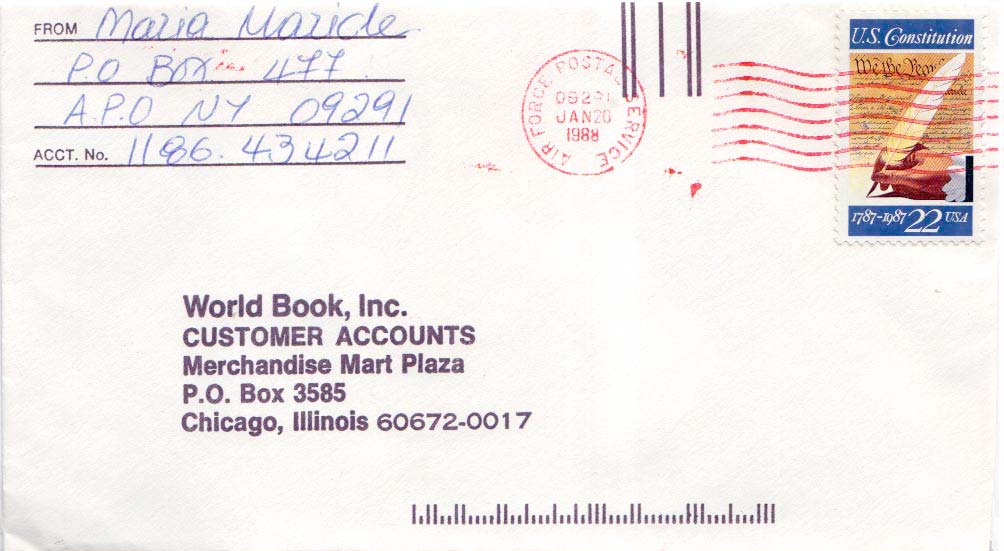 FROM Maria Maride
P.O Box 477
A.P.O NY 09291
ACCT. No. 1186.434211
AIR FORCE POSTAL SERVICE
09291
JAN 20
1988
U.S. Constitution
We the People
1787-1987 22 USA
World Book, Inc.
CUSTOMER ACCOUNTS
Merchandise Mart Plaza
P.O. Box 3585
Chicago, Illinois 60672-0017